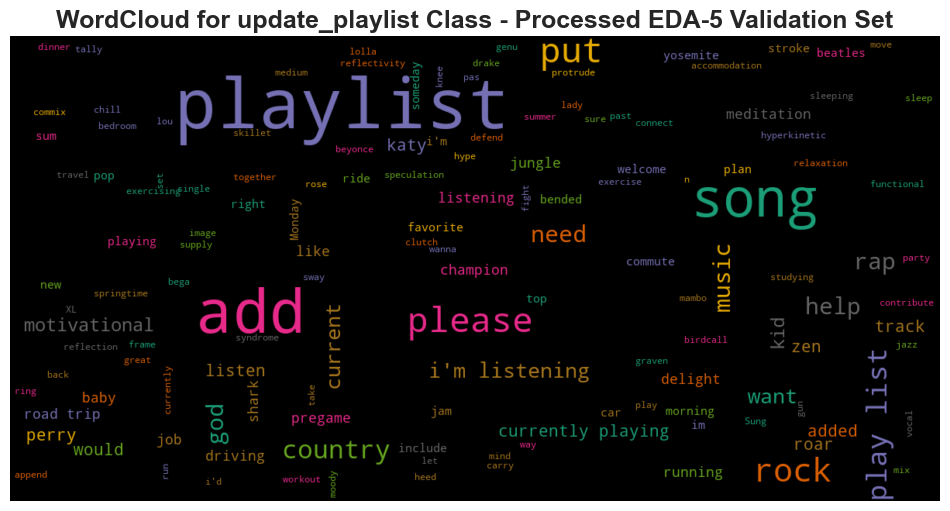 WordCloud for update_playlist Class - Processed EDA-5 Validation Set
dinner tally lolla genu put yosemite stroke beatles move
reflectivity drake accommodation
playlist medium someday knee pas protrude sleeping sleep
commix chill lou lady meditation
bedroom skillet summer sure past connect hyperkinetic
sum beyonce katy i'm defend hype
travel pop set together rose ride speculation jungle welcome plan relaxation
exercising single exercise n song functional
right Monday listening fight bended
image favorite
playing supply like clutch wanna need music rap party
new bega sway champion commute studying
springtime top mambo help contribute
XL add current please kid track
motivational syndrome birdcall
reflection frame zen jazz
great listen i'm listening graven delight
back currently shark take want play list
ring baby god pregame jam car play morning gun vocal
road trip im Sung
perry would job country currently playing added
driving include way roar
run let mind rock mix
append i'd workout moody heed carry running